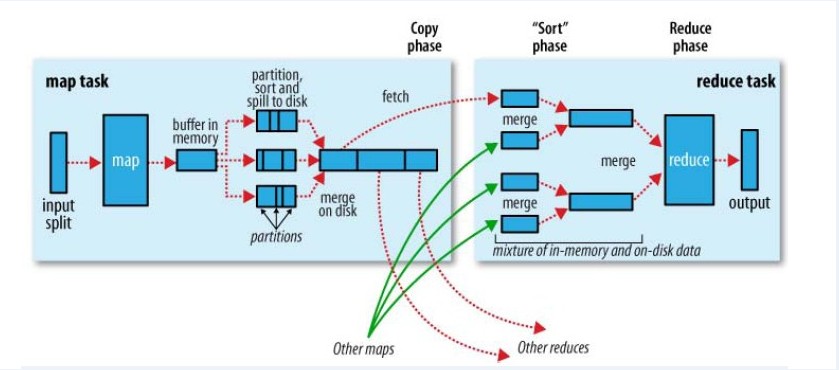 Copy
phase
“Sort”
phase
Reduce
phase
map task
partition,
sort and
spill to disk
fetch
reduce task
buffer in
memory
map
merge
merge
reduce
input
split
merge
on disk
partitions
merge
output
mixture of in-memory and on-disk data
Other maps
Other reduces